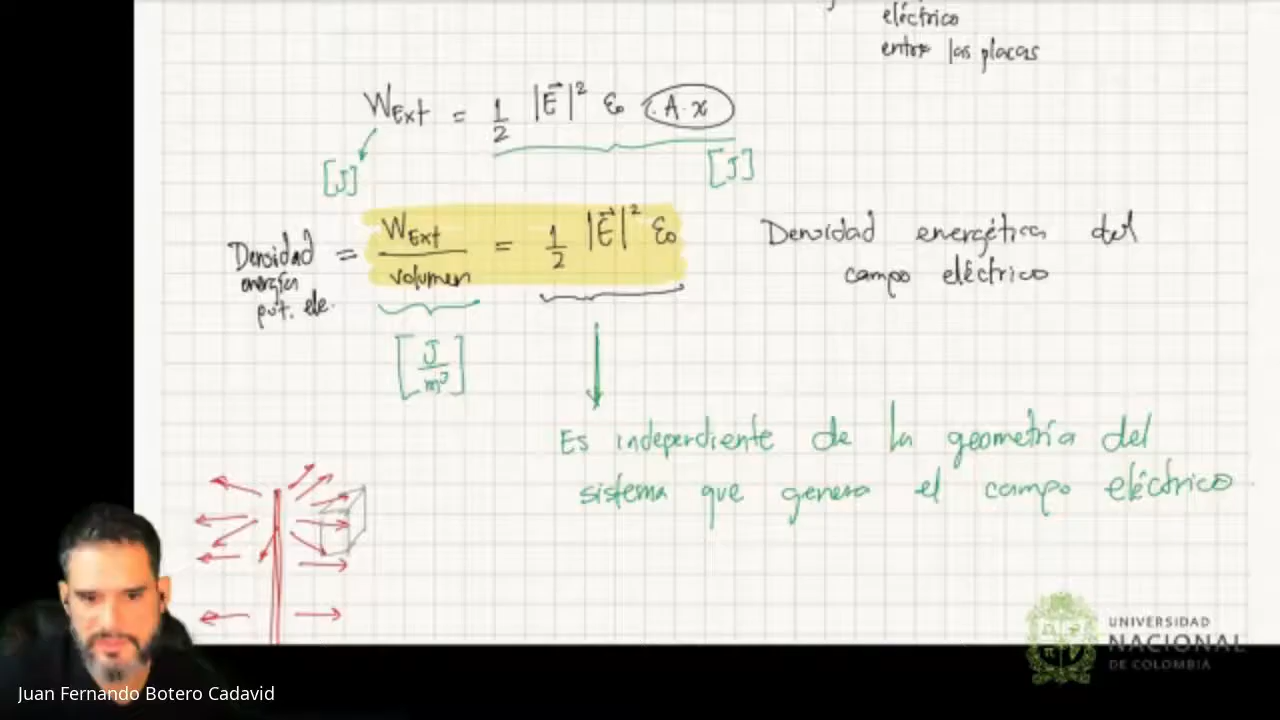 eléctrico
entre las placas
W_Ext = 1/2 |E⃗|² ε₀ (A·x)
[J] [J]
Densidad energía pot. ele. = W_Ext / volumen = 1/2 |E⃗|² ε₀
Densidad energética del
campo eléctrico
[J/m³]
Es independiente de la geometría del
sistema que genera el campo eléctrico
UNIVERSIDAD
NACIONAL
DE COLOMBIA
Juan Fernando Botero Cadavid